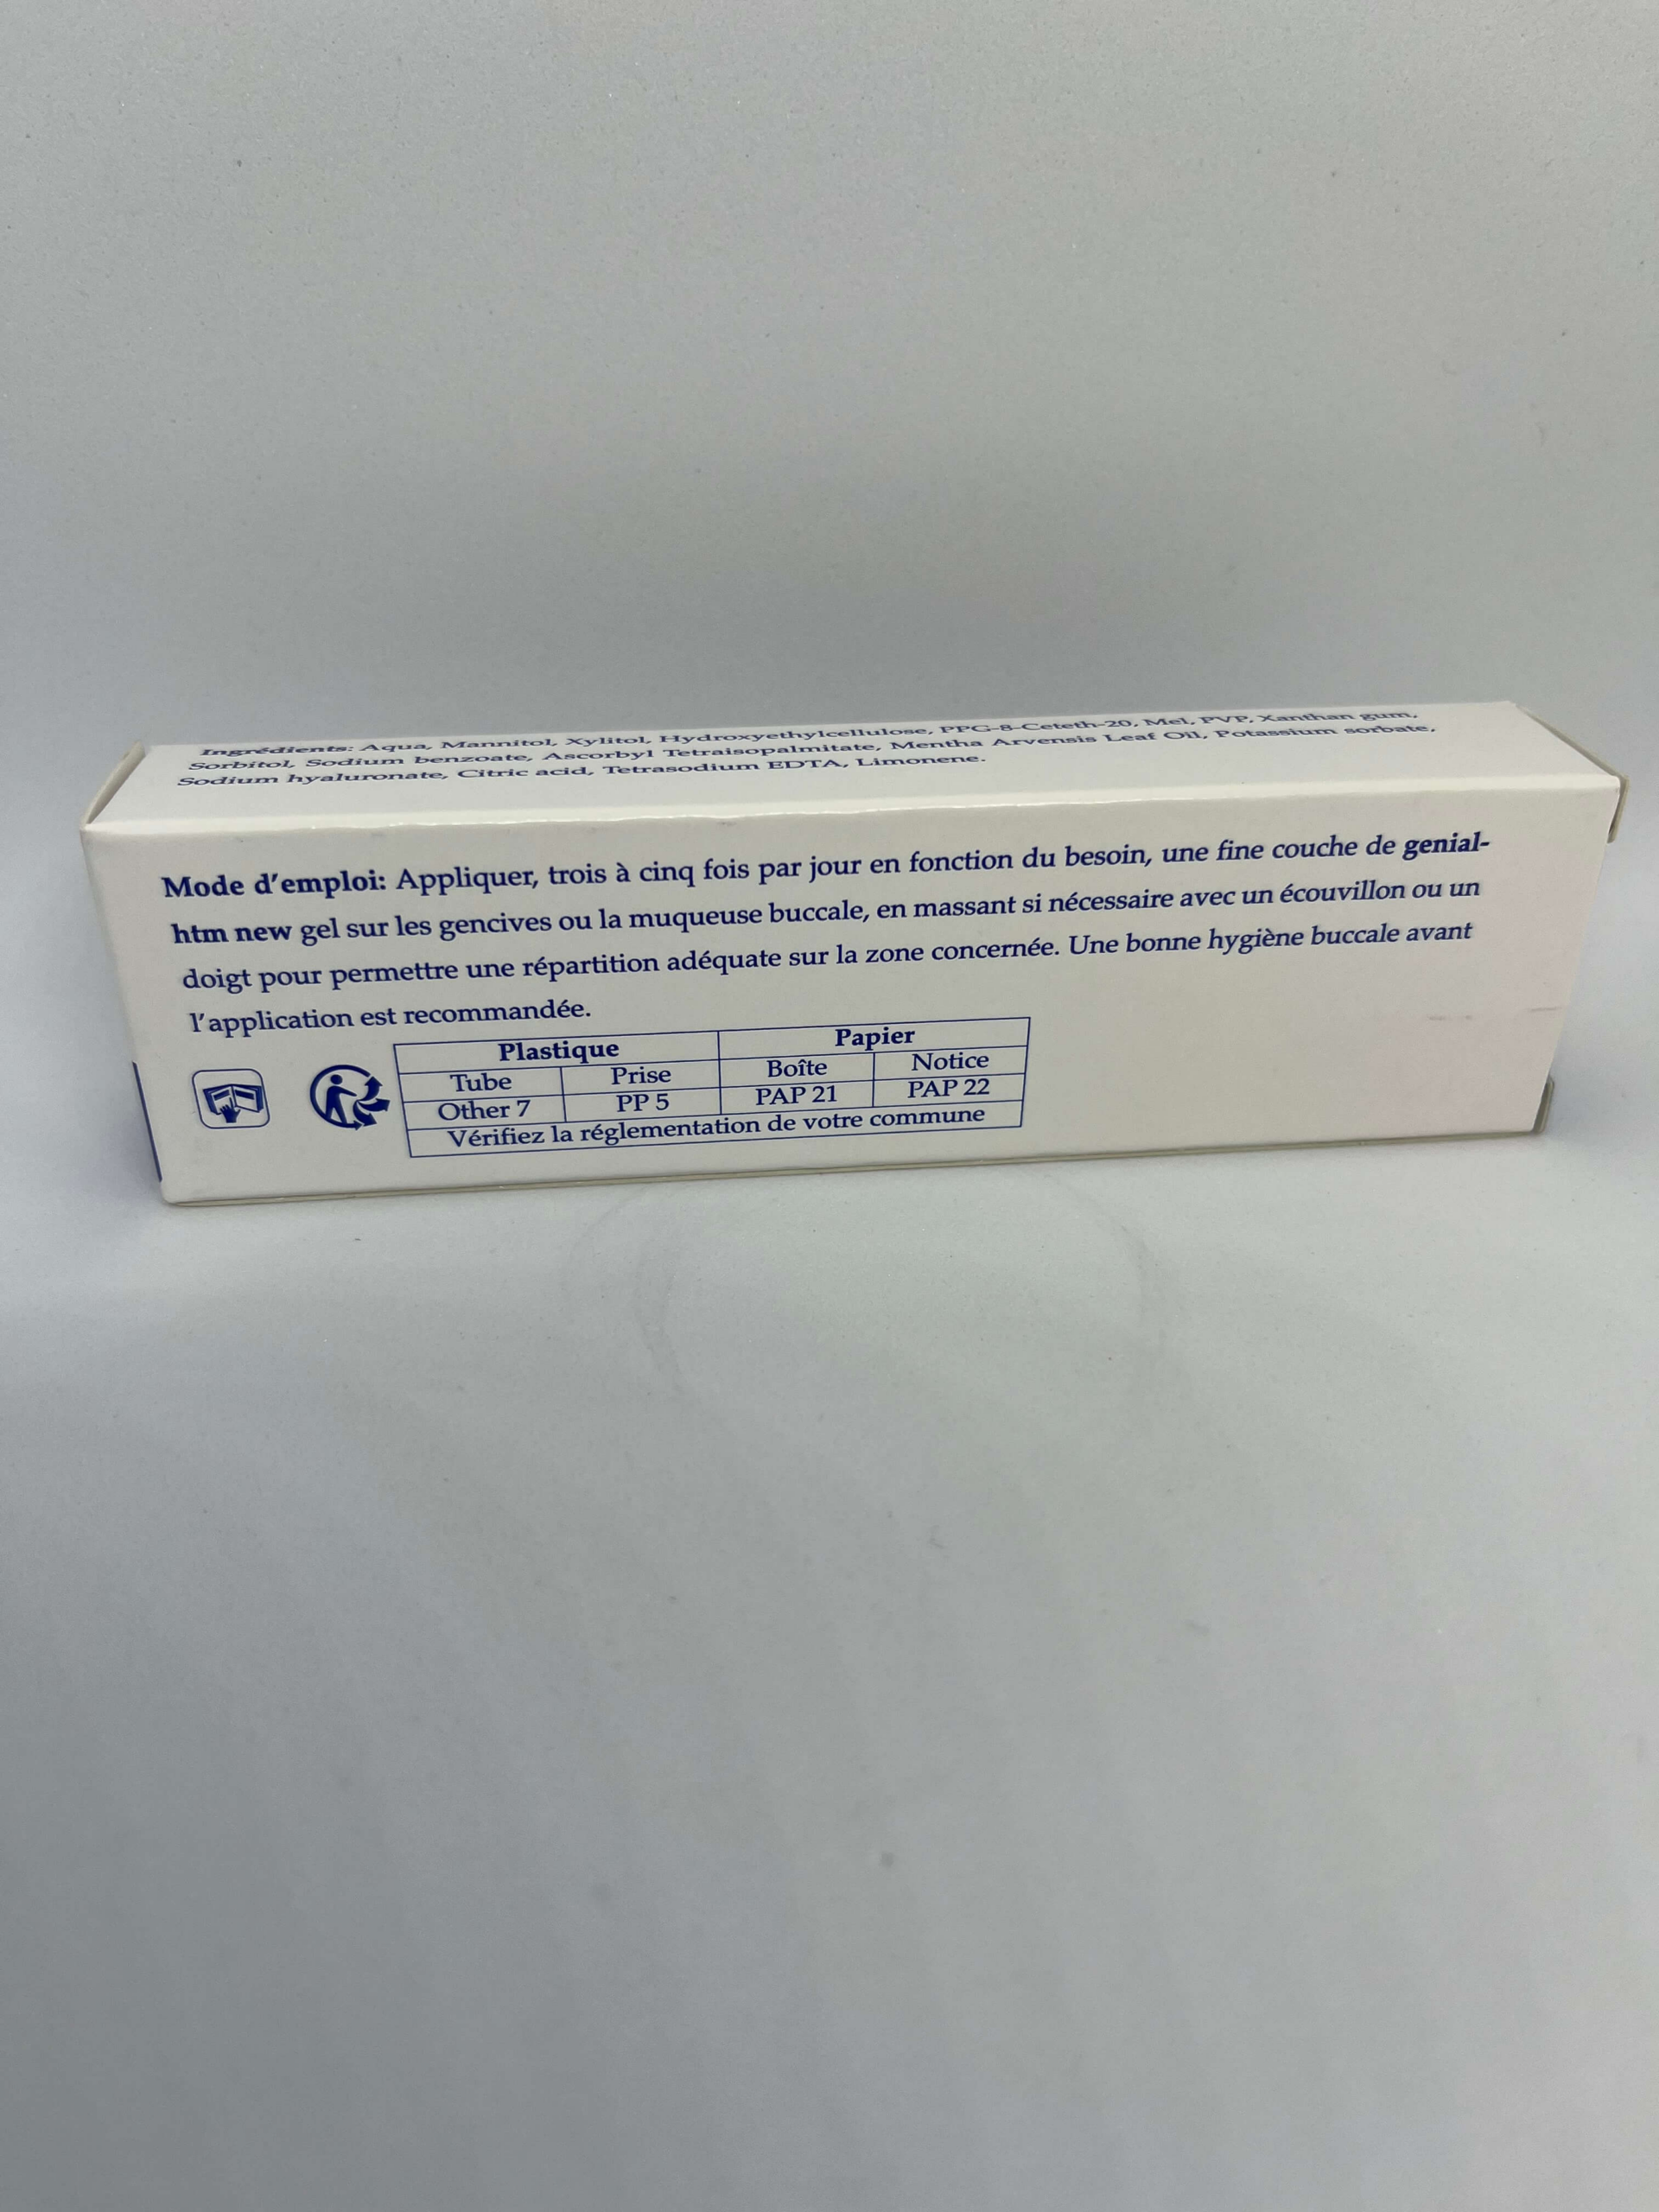 Ingrédients: Aqua, Mannitol, Xylitol, Hydroxyethylcellulose, PPG-8-Ceteth-20, Mel, PVP, Xanthan gum,
Sorbitol, Sodium benzoate, Ascorbyl Tetraisopalmitate, Mentha Arvensis Leaf Oil, Potassium sorbate,
Sodium hyaluronate, Citric acid, Tetrasodium EDTA, Limonene.
Mode d'emploi: Appliquer, trois à cinq fois par jour en fonction du besoin, une fine couche de genial-
htm new gel sur les gencives ou la muqueuse buccale, en massant si nécessaire avec un écouvillon ou un
doigt pour permettre une répartition adéquate sur la zone concernée. Une bonne hygiène buccale avant
l'application est recommandée.
Plastique Papier
Tube Prise Boîte Notice
Other 7 PP 5 PAP 21 PAP 22
Vérifiez la réglementation de votre commune